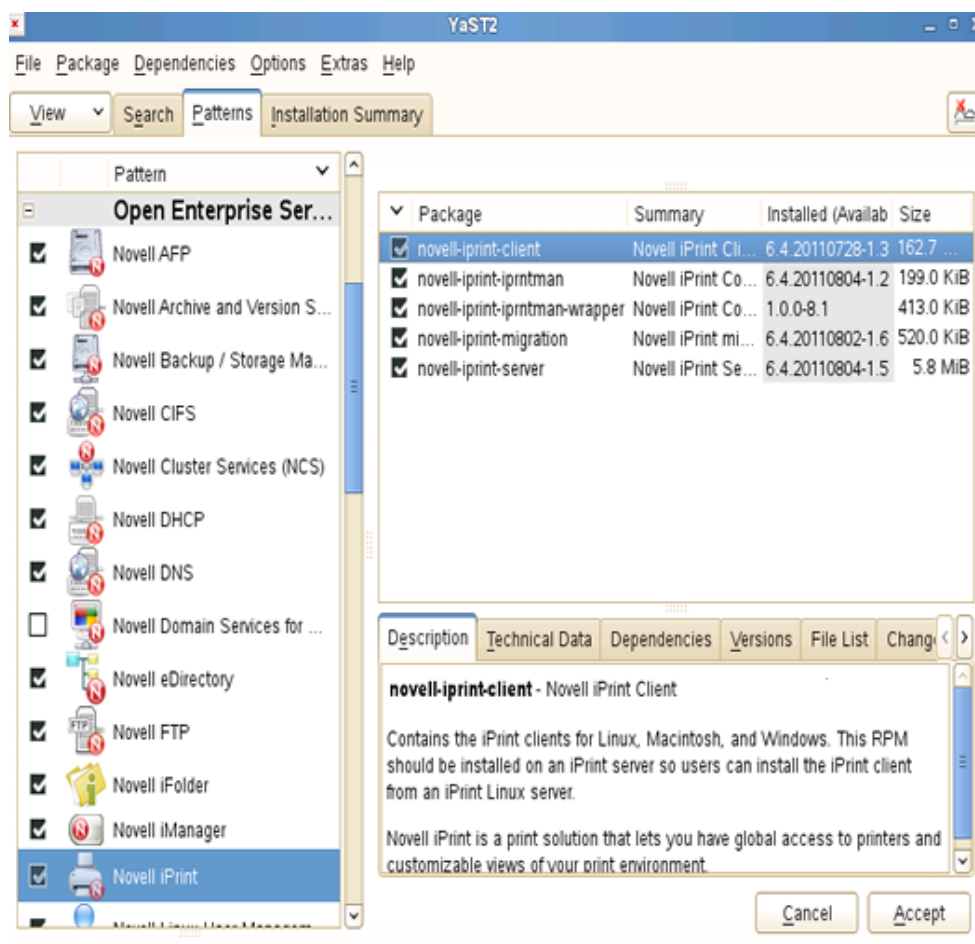 YaST2
File Package Dependencies Options Extras Help
View Search Patterns Installation Summary
Pattern
Open Enterprise Ser...
Novell AFP
Novell Archive and Version S...
Novell Backup / Storage Ma...
Novell CIFS
Novell Cluster Services (NCS)
Novell DHCP
Novell DNS
Novell Domain Services for ...
Novell eDirectory
FTP
Novell FTP
Novell iFolder
Novell iManager
Novell iPrint
Package Summary Installed (Availab Size
novell-iprint-client Novell iPrint Cli... 6.4.20110728-1.3 162.7 ...
novell-iprint-iprntman Novell iPrint Co... 6.4.20110804-1.2 199.0 KiB
novell-iprint-iprntman-wrapper Novell iPrint Co... 1.0.0-8.1 413.0 KiB
novell-iprint-migration Novell iPrint mi... 6.4.20110802-1.6 520.0 KiB
novell-iprint-server Novell iPrint Se... 6.4.20110804-1.5 5.8 MiB
Description Technical Data Dependencies Versions File List Chang
novell-iprint-client - Novell iPrint Client
Contains the iPrint clients for Linux, Macintosh, and Windows. This RPM
should be installed on an iPrint server so users can install the iPrint client
from an iPrint Linux server.
Novell iPrint is a print solution that lets you have global access to printers and
customizable views of your print environment.
Cancel Accept